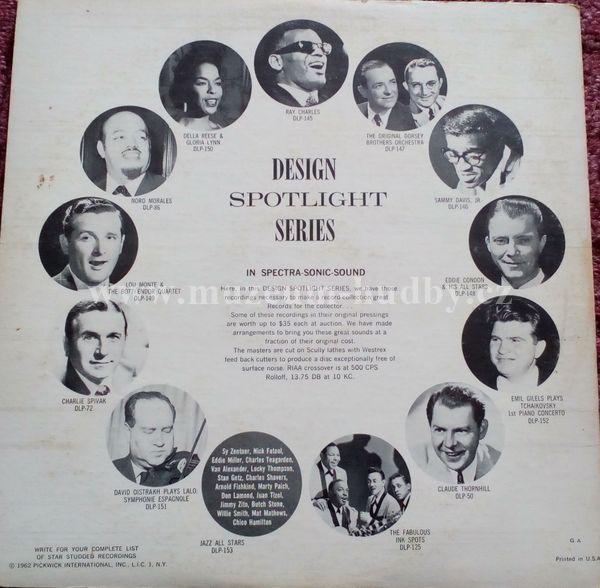 RAY CHARLES
DLP-145
DELLA REESE &
GLORIA LYNN
DLP-150
THE ORIGINAL DORSEY
BROTHERS ORCHESTRA
DLP-147
NORO MORALES
DLP-86
SAMMY DAVIS, JR.
DLP-146
DESIGN
SPOTLIGHT
SERIES
LOU MONTE &
THE BOTT ENDOR QUARTET
DLP-149
EDDIE CONDON
& HIS ALL STARS
DLP-148
IN SPECTRA-SONIC-SOUND
Here, in the DESIGN SPOTLIGHT SERIES, we have those
recordings necessary to make a record collection great
Records for the collector. . . .
Some of these recordings in their original pressings
are worth up to $35 each at auction. We have made
arrangements to bring you these great sounds at a
fraction of their original cost.
The masters are cut on Scully lathes with Westrex
feed back cutters to produce a disc exceptionally free of
surface noise. RIAA crossover is at 500 CPS
Rolloff, 13.75 DB at 10 KC.
CHARLIE SPIVAK
DLP-72
EMIL GILELS PLAYS
TCHAIKOVSKY
1st PIANO CONCERTO
DLP-152
DAVID OISTRAKH PLAYS LALO:
SYMPHONIE ESPAGNOLE
DLP-151
Sy Zentner, Nick Fatool,
Eddie Miller, Charles Teagarden,
Van Alexander, Lucky Thompson,
Stan Getz, Charles Shavers,
Arnold Fishkind, Marty Paich,
Don Lamond, Juan Tizol,
Jimmy Zito, Butch Stone,
Willie Smith, Mat Mathews,
Chico Hamilton
JAZZ ALL STARS
DLP-153
THE FABULOUS
INK SPOTS
DLP-125
CLAUDE THORNHILL
DLP-50
WRITE FOR YOUR COMPLETE LIST
OF STAR STUDDED RECORDINGS
© 1962 PICKWICK INTERNATIONAL, INC., L.I.C. 1, N.Y.
G A
Printed in U.S.A.